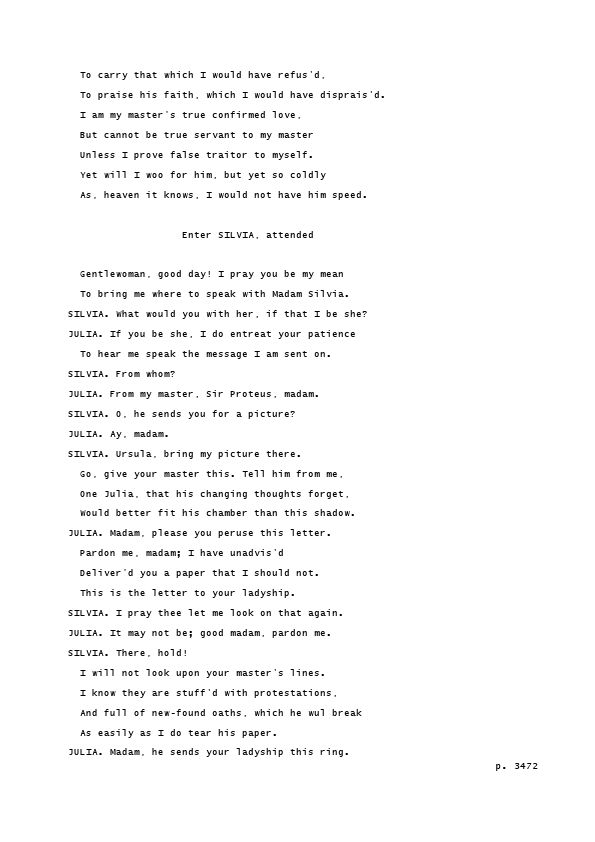 To carry that which I would have refus'd,
To praise his faith, which I would have disprais'd.
I am my master's true confirmed love,
But cannot be true servant to my master
Unless I prove false traitor to myself.
Yet will I woo for him, but yet so coldly
As, heaven it knows, I would not have him speed.
Enter SILVIA, attended
Gentlewoman, good day! I pray you be my mean
To bring me where to speak with Madam Silvia.
SILVIA. What would you with her, if that I be she?
JULIA. If you be she, I do entreat your patience
To hear me speak the message I am sent on.
SILVIA. From whom?
JULIA. From my master, Sir Proteus, madam.
SILVIA. O, he sends you for a picture?
JULIA. Ay, madam.
SILVIA. Ursula, bring my picture there.
Go, give your master this. Tell him from me,
One Julia, that his changing thoughts forget,
Would better fit his chamber than this shadow.
JULIA. Madam, please you peruse this letter.
Pardon me, madam; I have unadvis'd
Deliver'd you a paper that I should not.
This is the letter to your ladyship.
SILVIA. I pray thee let me look on that again.
JULIA. It may not be; good madam, pardon me.
SILVIA. There, hold!
I will not look upon your master's lines.
I know they are stuff'd with protestations,
And full of new-found oaths, which he wul break
As easily as I do tear his paper.
JULIA. Madam, he sends your ladyship this ring.
p. 3472